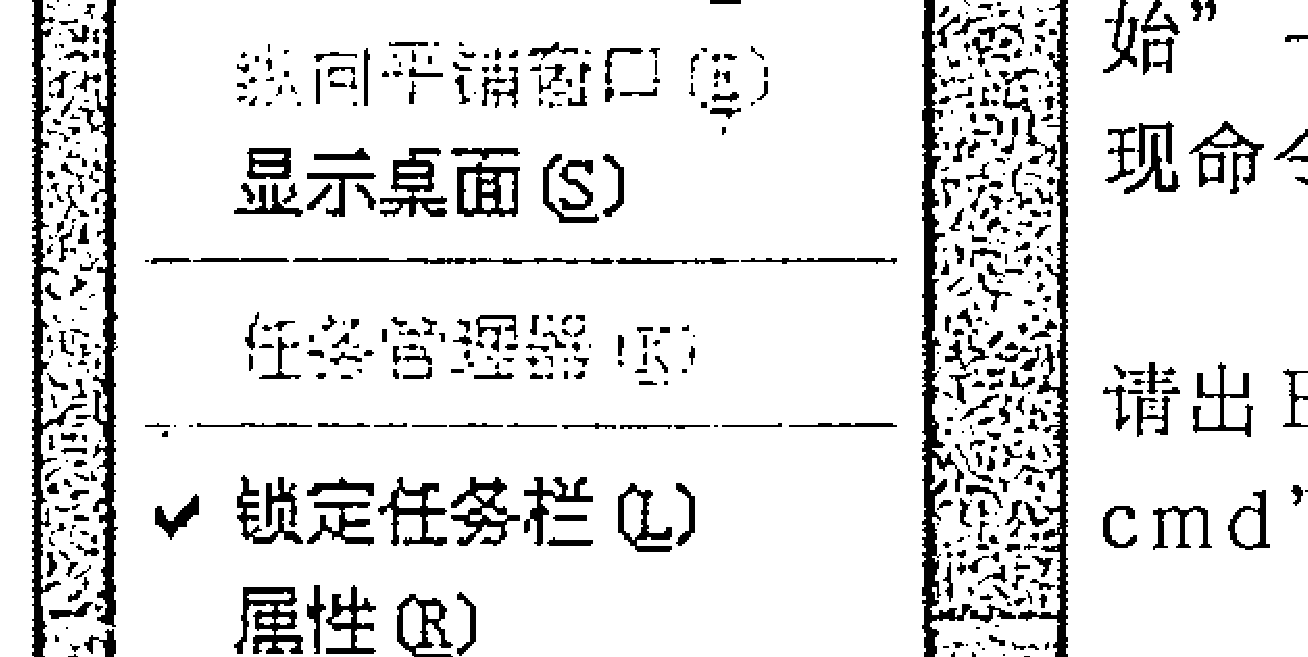 纵向平铺窗口(E)
显示桌面(S)
任务管理器(K)
锁定任务栏(L)
属性(R)
始”
现命令
请出
cmd’